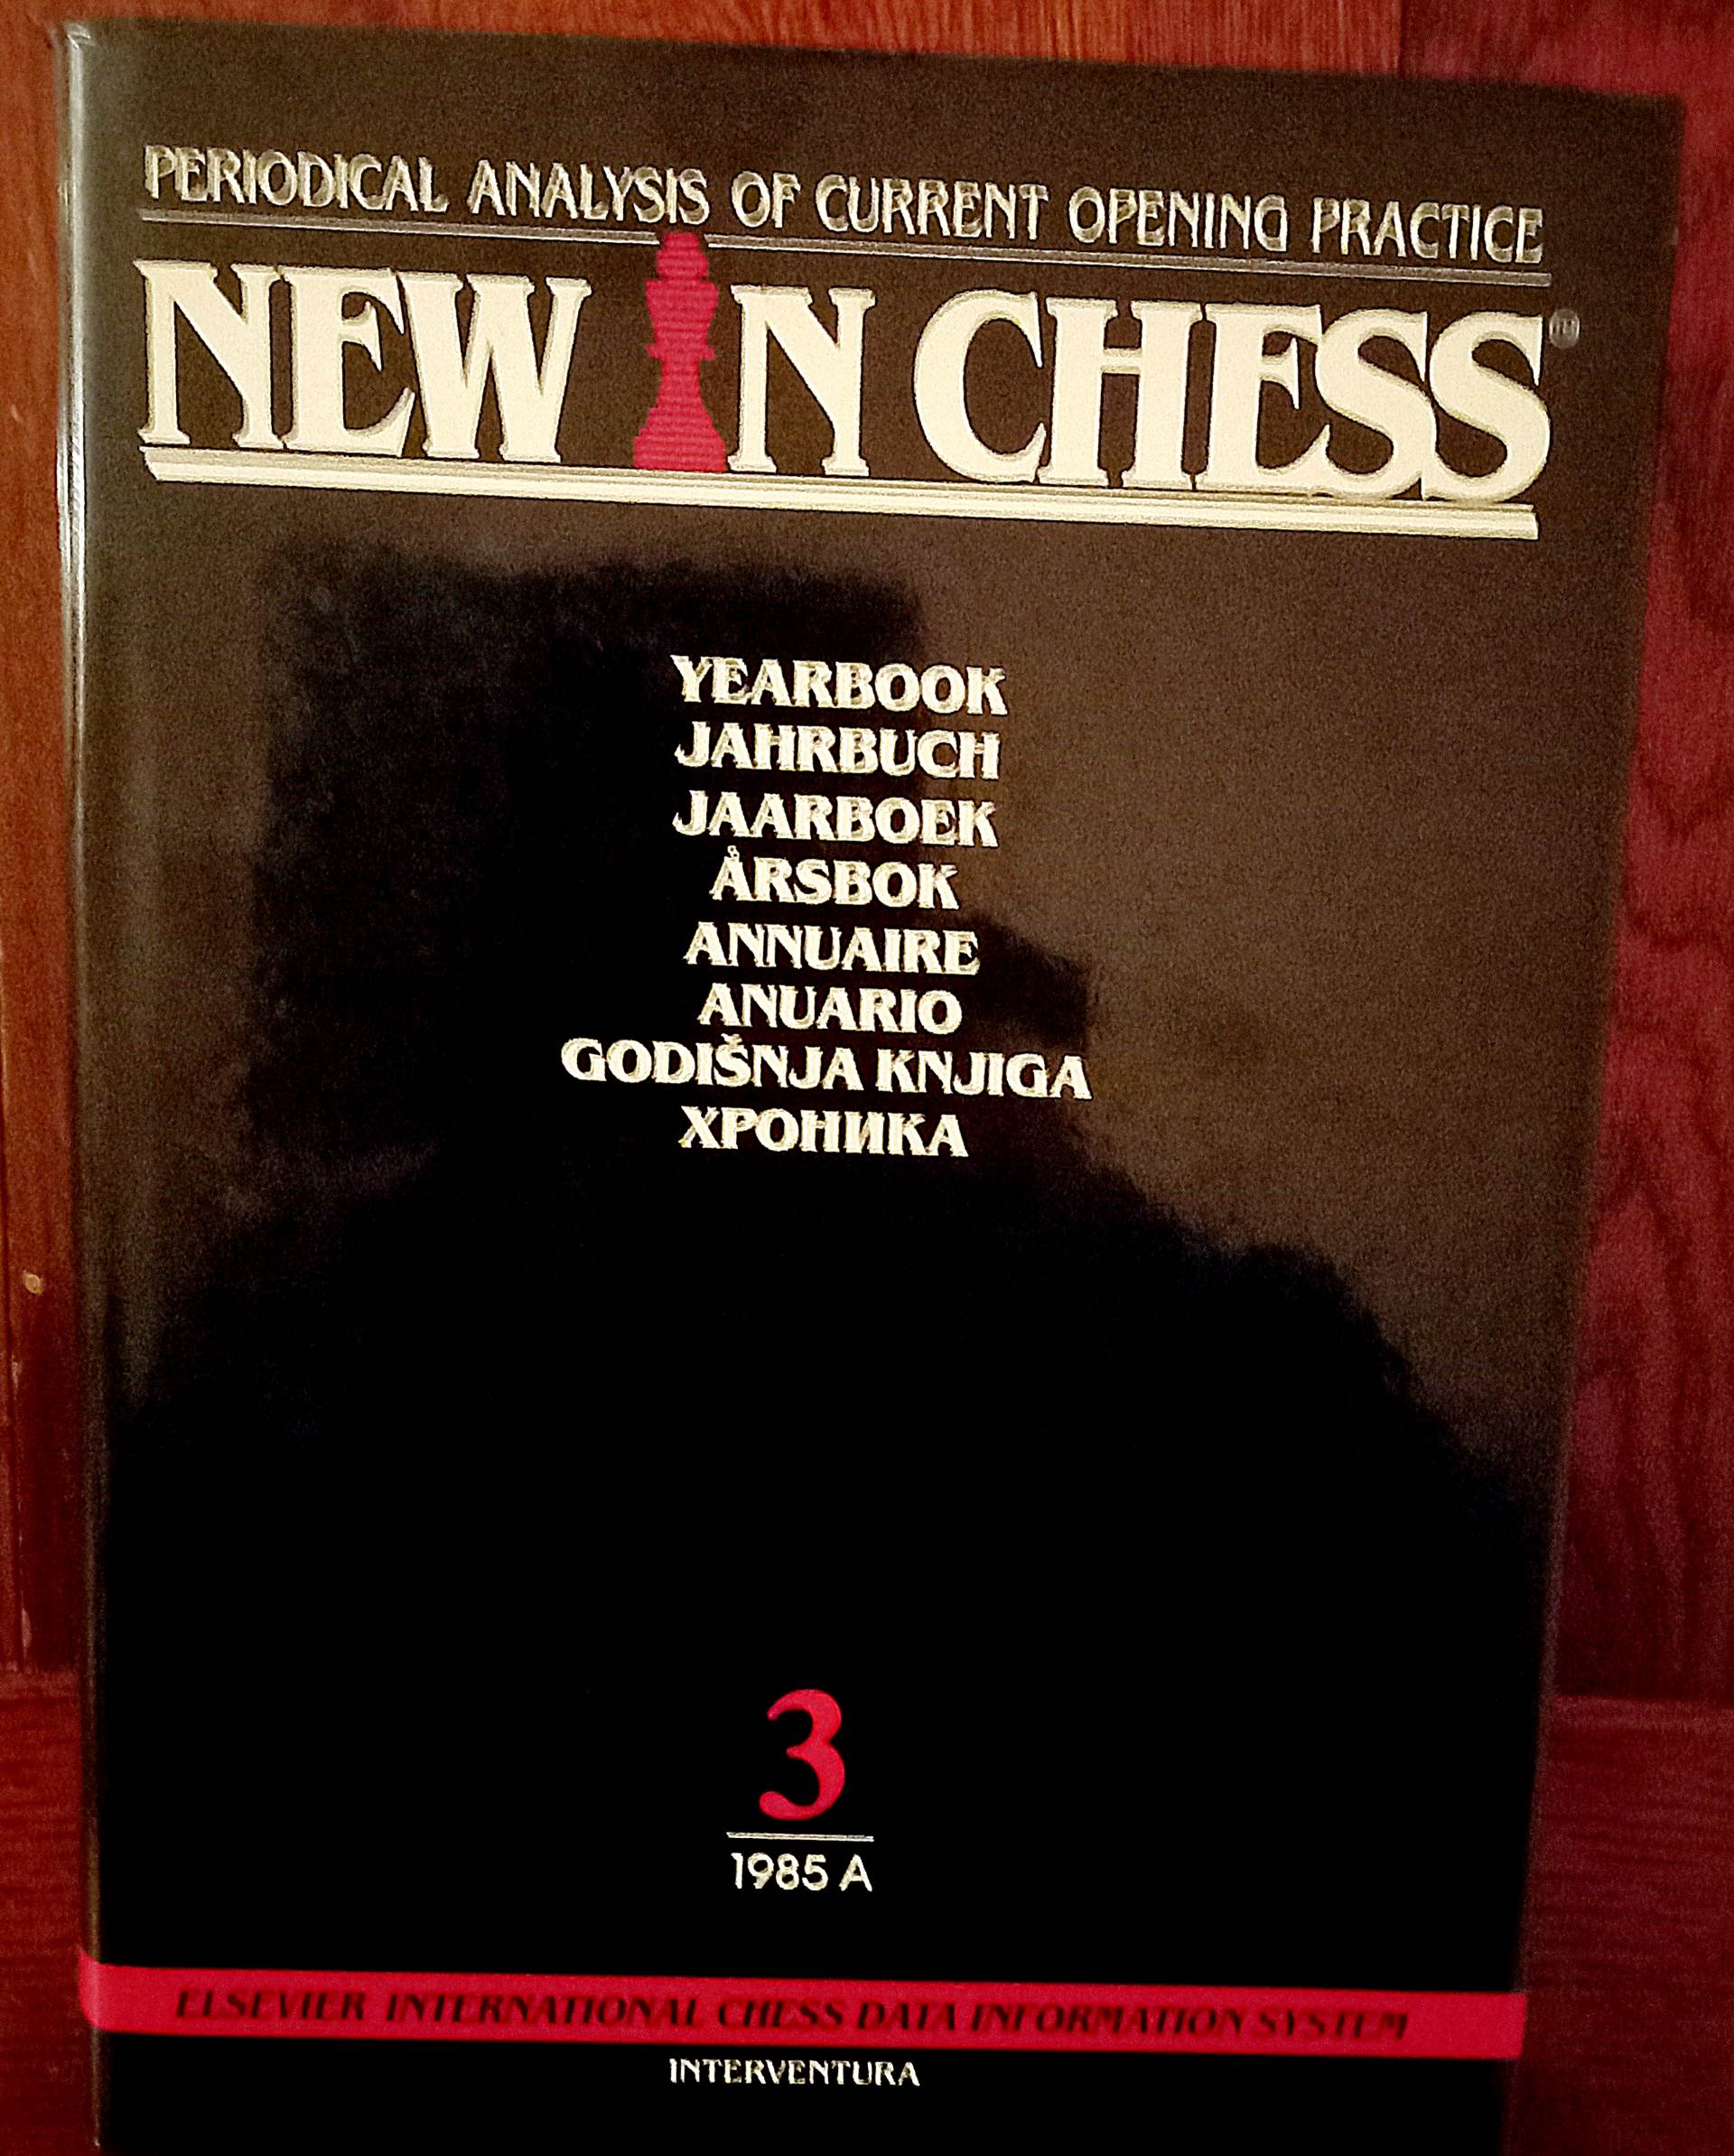 PERIODICAL ANALYSIS OF CURRENT OPENING PRACTICE
NEW IN CHESS
YEARBOOK
JAHRBUCH
JAARBOEK
ÅRSBOK
ANNUAIRE
ANUARIO
GODIŠNJA KNJIGA
ХРОНИКА
3
1985 A
ELSEVIER INTERNATIONAL CHESS DATA INFORMATION SYSTEM
INTERVENTURA